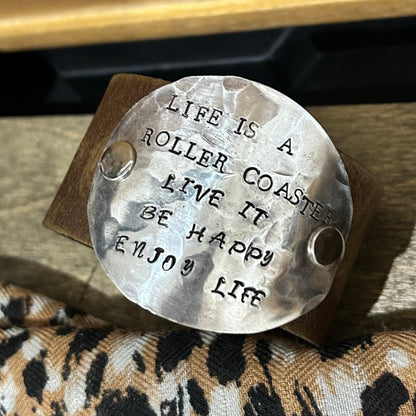 LIFE IS A
ROLLER COASTER
LIVE IT
BE HAPPY
ENJOY LIFE